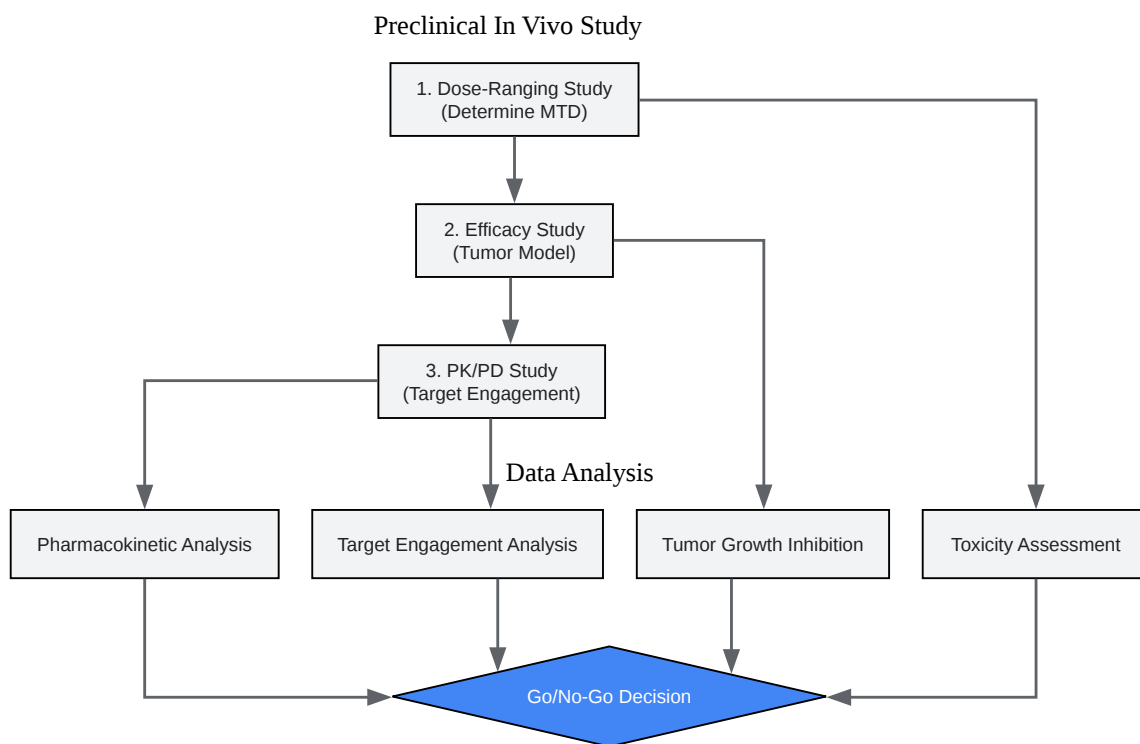 Preclinical In Vivo Study
1. Dose-Ranging Study
(Determine MTD)
2. Efficacy Study
(Tumor Model)
3. PK/PD Study
(Target Engagement)
Data Analysis
Pharmacokinetic Analysis
Target Engagement Analysis
Tumor Growth Inhibition
Toxicity Assessment
Go/No-Go Decision